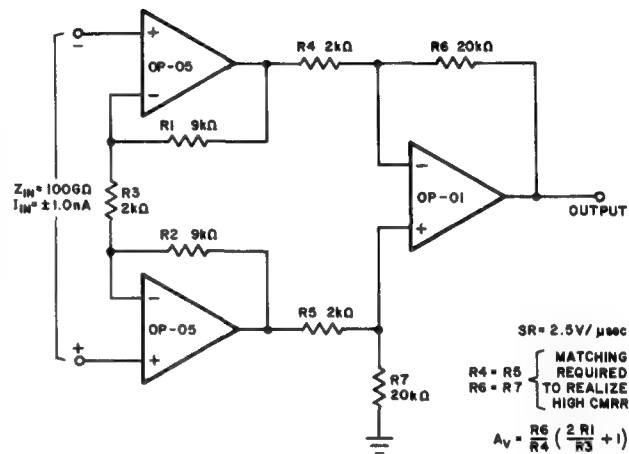 R4 2kΩ
R6 20kΩ
−
+
OP-05
−
R1 9kΩ
−
OP-01
+
OUTPUT
Z_IN = 100GΩ
I_IN = ±1.0nA
R3
2kΩ
R2 9kΩ
−
OP-05
+
+
R5 2kΩ
R7
20kΩ
SR = 2.5V/µsec
R4 = R5
R6 = R7
{
MATCHING
REQUIRED
TO REALIZE
HIGH CMRR
A_V = R6/R4 ( 2 R1/R3 + 1 )